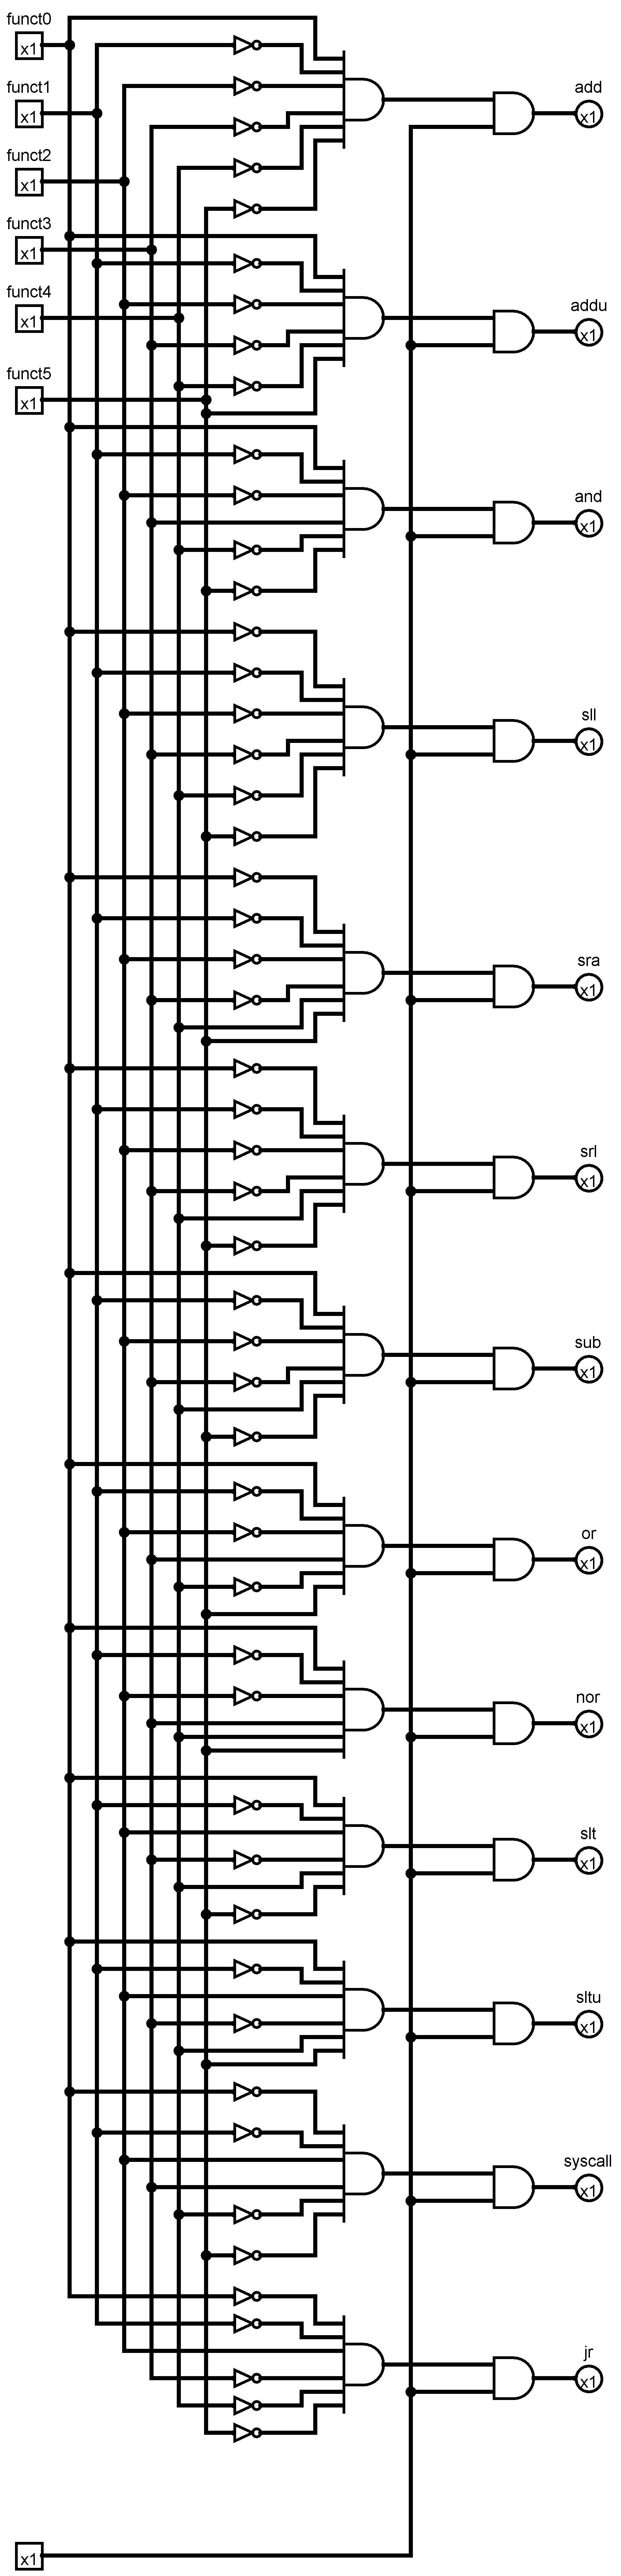 funct0
x1
funct1
x1
add
x1
funct2
x1
funct3
x1
funct4
x1
addu
x1
funct5
x1
and
x1
sll
x1
sra
x1
srl
x1
sub
x1
or
x1
nor
x1
slt
x1
sltu
x1
syscall
x1
jr
x1
x1